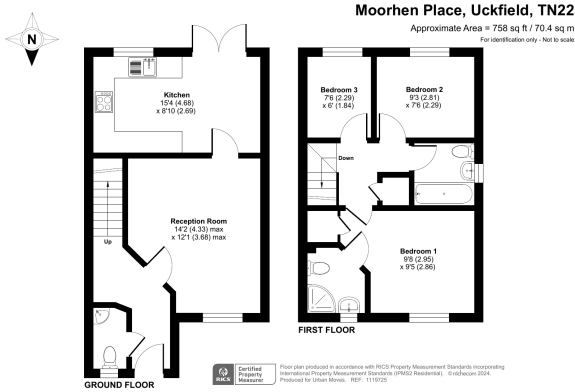 Moorhen Place, Uckfield, TN22
Approximate Area = 758 sq ft / 70.4 sq m
For identification only - Not to scale
N
Kitchen
15'4 (4.68)
x 8'10 (2.69)
Reception Room
14'2 (4.33) max
x 12'1 (3.68) max
Up
GROUND FLOOR
Bedroom 3
7'6 (2.29)
x 6' (1.84)
Bedroom 2
9'3 (2.81)
x 7'6 (2.29)
Down
Bedroom 1
9'8 (2.95)
x 9'5 (2.86)
FIRST FLOOR
RICS
Certified
Property
Measurer
Floor plan produced in accordance with RICS Property Measurement Standards incorporating
International Property Measurement Standards (IPMS2 Residential). © nichecom 2024.
Produced for Urban Moves. REF: 1119725